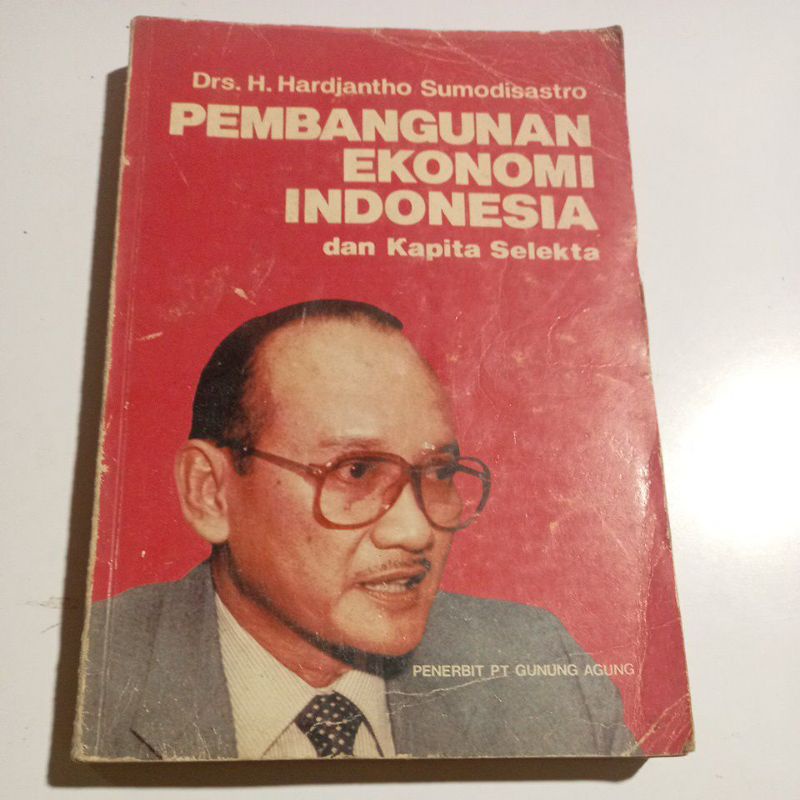 Drs. H. Hardjantho Sumodisastro
PEMBANGUNAN
EKONOMI
INDONESIA
dan Kapita Selekta
PENERBIT PT GUNUNG AGUNG